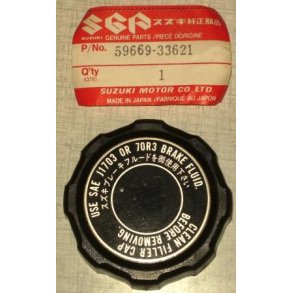 SGP スズキ純正部品
SUZUKI GENUINE PARTS/PIECE D'ORIGINE
P/No. 59669-33621
Q'ty 1
SUZUKI MOTOR CO. LTD.
MADE IN JAPAN/FABRIQUE AU JAPON
USE SAE J1703 OR 70R3 BRAKE FLUID.
スズキブレーキフルードを御使用下さい
CLEAN FILLER CAP
BEFORE REMOVING.